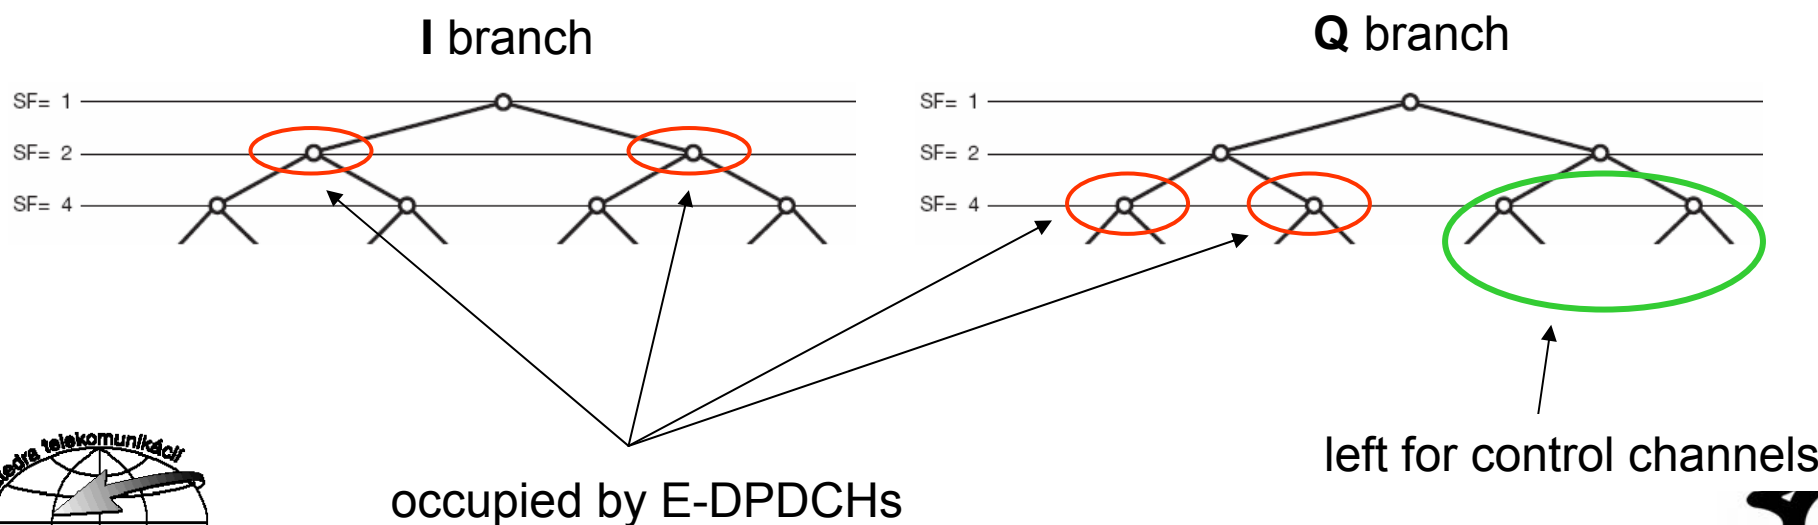 I branch
Q branch
SF= 1
SF= 2
SF= 4
SF= 1
SF= 2
SF= 4
telekomunikácií
left for control channels
occupied by E-DPDCHs